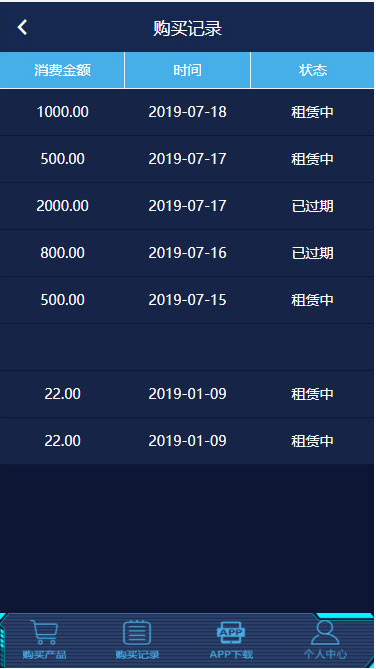 购买记录
消费金额 时间 状态
1000.00 2019-07-18 租赁中
500.00 2019-07-17 租赁中
2000.00 2019-07-17 已过期
800.00 2019-07-16 已过期
500.00 2019-07-15 租赁中
22.00 2019-01-09 租赁中
22.00 2019-01-09 租赁中
APP
购买产品 购买记录 APP下载 个人中心